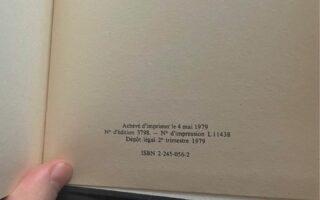 Achevé d'imprimer le 4 mai 1979
N° d'édition 3798. — N° d'impression L 11438
Dépôt légal 2e trimestre 1979
ISBN 2-245-056-2